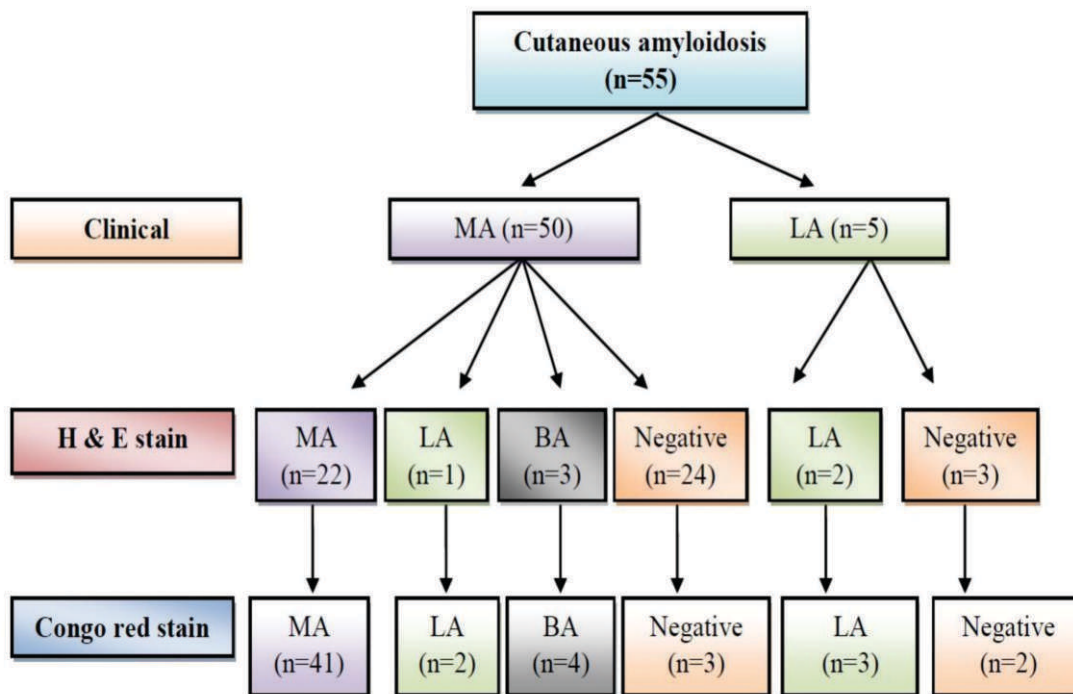 Cutaneous amyloidosis
(n=55)
Clinical
MA (n=50)
LA (n=5)
H & E stain
MA
(n=22)
LA
(n=1)
BA
(n=3)
Negative
(n=24)
LA
(n=2)
Negative
(n=3)
Congo red stain
MA
(n=41)
LA
(n=2)
BA
(n=4)
Negative
(n=3)
LA
(n=3)
Negative
(n=2)